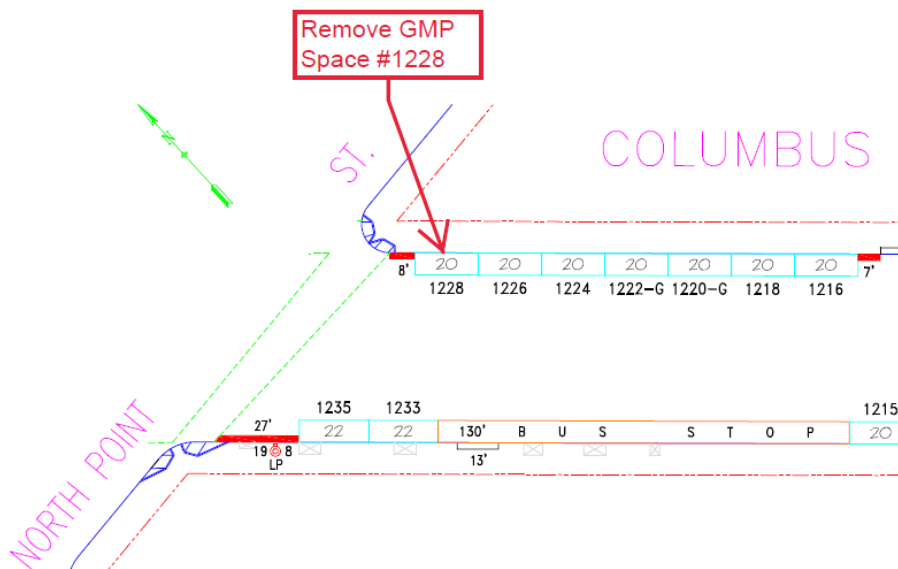 Remove GMP
Space #1228
N
ST.
COLUMBUS
20 20 20 20 20 20 20
8' 7'
1228 1226 1224 1222-G 1220-G 1218 1216
1235 1233 1215
27'
22 22 130' B U S S T O P 20
19 8
LP
13'
NORTH POINT